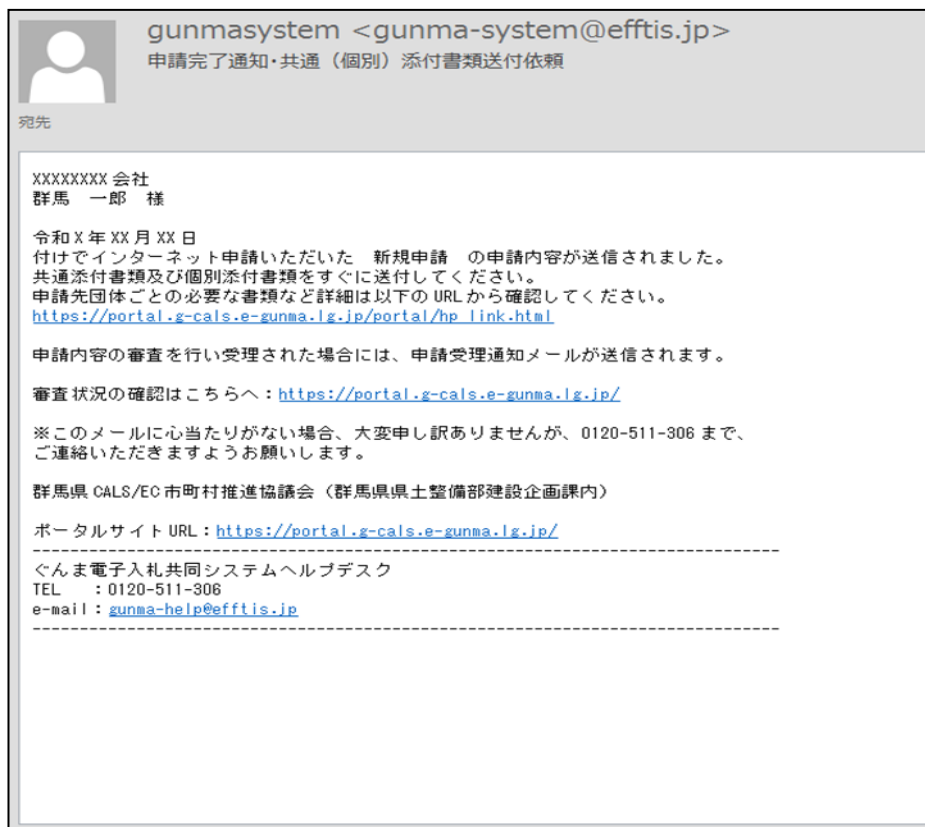 gunmasystem <gunma-system@efftis.jp>
申請完了通知・共通（個別）添付書類送付依頼
宛先
XXXXXXXX 会社
群馬　一郎　様
令和 X 年 XX 月 XX 日
付けでインターネット申請いただいた　新規申請　の申請内容が送信されました。
共通添付書類及び個別添付書類をすぐに送付してください。
申請先団体ごとの必要な書類など詳細は以下の URL から確認してください。
https://portal.g-cals.e-gunma.lg.jp/portal/hp_link.html
申請内容の審査を行い受理された場合には、申請受理通知メールが送信されます。
審査状況の確認はこちらへ：https://portal.g-cals.e-gunma.lg.jp/
※このメールに心当たりがない場合、大変申し訳ありませんが、0120-511-306 まで、
ご連絡いただきますようお願いします。
群馬県 CALS/EC 市町村推進協議会（群馬県県土整備部建設企画課内）
ポータルサイト URL：https://portal.g-cals.e-gunma.lg.jp/
--------------------------------------------------------------------------------
ぐんま電子入札共同システムヘルプデスク
TEL　：0120-511-306
e-mail：gunma-help@efftis.jp
--------------------------------------------------------------------------------